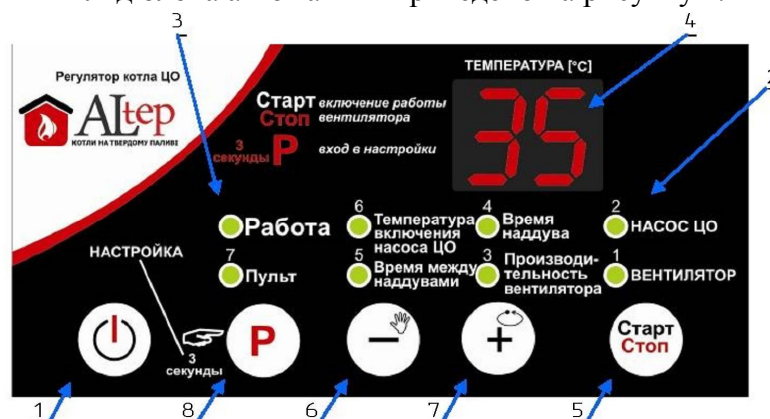 3
4
ТЕМПЕРАТУРА [°C]
Регулятор котла ЦО
ALtep
КОТЛИ НА ТВЕРДОМУ ПАЛИВІ
Старт включение работы
Стоп вентилятора
3 секунды P вход в настройки
35
6 4 2
Работа
Температура включения насоса ЦО
Время наддува
НАСОС ЦО
НАСТРОЙКА
7 5 3 1
Пульт
Время между наддувами
Производи-
тельность
вентилятора
ВЕНТИЛЯТОР
P
−
+
Старт
Стоп
3
секунды
1 8 6 7 5